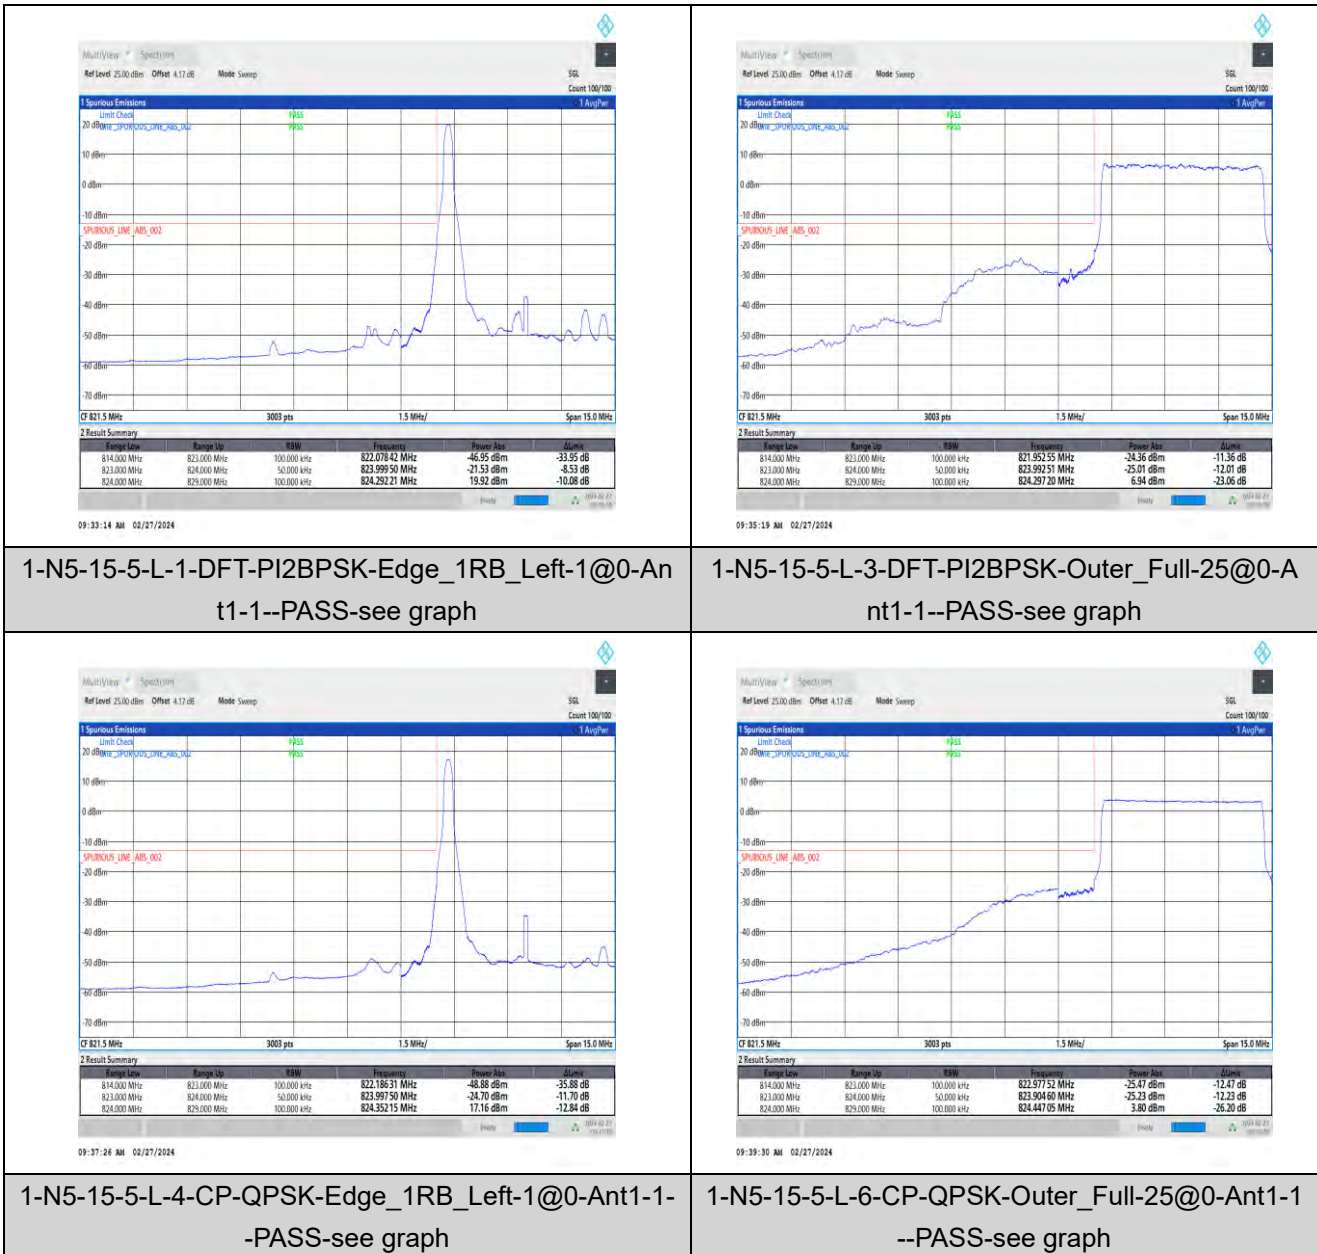 MultiView Spectrum
Ref Level 25.00 dBm Offset 4.17 dB Mode Sweep SGL
Count 100/100
1 Spurious Emissions 1 AvgPwr
Limit Check PASS
20 dBm _SPURIOUS_LINE_ABS_002 PASS
10 dBm
0 dBm
-10 dBm
_SPURIOUS_LINE_ABS_002
-20 dBm
-30 dBm
-40 dBm
-50 dBm
-60 dBm
-70 dBm
CF 821.5 MHz 3003 pts 1.5 MHz/ Span 15.0 MHz
2 Result Summary
Range Low Range Up RBW Frequency Power Abs ΔLimit
814.000 MHz 823.000 MHz 100.000 kHz 822.07842 MHz -46.95 dBm -33.95 dB
823.000 MHz 824.000 MHz 50.000 kHz 823.99950 MHz -21.53 dBm -8.53 dB
824.000 MHz 829.000 MHz 100.000 kHz 824.29221 MHz 19.92 dBm -10.08 dB
09:33:14 AM 02/27/2024
1-N5-15-5-L-1-DFT-PI2BPSK-Edge_1RB_Left-1@0-An
t1-1--PASS-see graph
MultiView Spectrum
Ref Level 25.00 dBm Offset 4.17 dB Mode Sweep SGL
Count 100/100
1 Spurious Emissions 1 AvgPwr
Limit Check PASS
20 dBm _SPURIOUS_LINE_ABS_002 PASS
10 dBm
0 dBm
-10 dBm
_SPURIOUS_LINE_ABS_002
-20 dBm
-30 dBm
-40 dBm
-50 dBm
-60 dBm
-70 dBm
CF 821.5 MHz 3003 pts 1.5 MHz/ Span 15.0 MHz
2 Result Summary
Range Low Range Up RBW Frequency Power Abs ΔLimit
814.000 MHz 823.000 MHz 100.000 kHz 821.95255 MHz -24.36 dBm -11.36 dB
823.000 MHz 824.000 MHz 50.000 kHz 823.99251 MHz -25.01 dBm -12.01 dB
824.000 MHz 829.000 MHz 100.000 kHz 824.29720 MHz 6.94 dBm -23.06 dB
09:35:19 AM 02/27/2024
1-N5-15-5-L-3-DFT-PI2BPSK-Outer_Full-25@0-A
nt1-1--PASS-see graph
MultiView Spectrum
Ref Level 25.00 dBm Offset 4.17 dB Mode Sweep SGL
Count 100/100
1 Spurious Emissions 1 AvgPwr
Limit Check PASS
20 dBm _SPURIOUS_LINE_ABS_002 PASS
10 dBm
0 dBm
-10 dBm
_SPURIOUS_LINE_ABS_002
-20 dBm
-30 dBm
-40 dBm
-50 dBm
-60 dBm
-70 dBm
CF 821.5 MHz 3003 pts 1.5 MHz/ Span 15.0 MHz
2 Result Summary
Range Low Range Up RBW Frequency Power Abs ΔLimit
814.000 MHz 823.000 MHz 100.000 kHz 822.18631 MHz -48.88 dBm -35.88 dB
823.000 MHz 824.000 MHz 50.000 kHz 823.99750 MHz -24.70 dBm -11.70 dB
824.000 MHz 829.000 MHz 100.000 kHz 824.35215 MHz 17.16 dBm -12.84 dB
09:37:26 AM 02/27/2024
1-N5-15-5-L-4-CP-QPSK-Edge_1RB_Left-1@0-Ant1-1-
-PASS-see graph
MultiView Spectrum
Ref Level 25.00 dBm Offset 4.17 dB Mode Sweep SGL
Count 100/100
1 Spurious Emissions 1 AvgPwr
Limit Check PASS
20 dBm _SPURIOUS_LINE_ABS_002 PASS
10 dBm
0 dBm
-10 dBm
_SPURIOUS_LINE_ABS_002
-20 dBm
-30 dBm
-40 dBm
-50 dBm
-60 dBm
-70 dBm
CF 821.5 MHz 3003 pts 1.5 MHz/ Span 15.0 MHz
2 Result Summary
Range Low Range Up RBW Frequency Power Abs ΔLimit
814.000 MHz 823.000 MHz 100.000 kHz 822.97752 MHz -25.47 dBm -12.47 dB
823.000 MHz 824.000 MHz 50.000 kHz 823.90460 MHz -25.23 dBm -12.23 dB
824.000 MHz 829.000 MHz 100.000 kHz 824.44705 MHz 3.80 dBm -26.20 dB
09:39:30 AM 02/27/2024
1-N5-15-5-L-6-CP-QPSK-Outer_Full-25@0-Ant1-1
--PASS-see graph